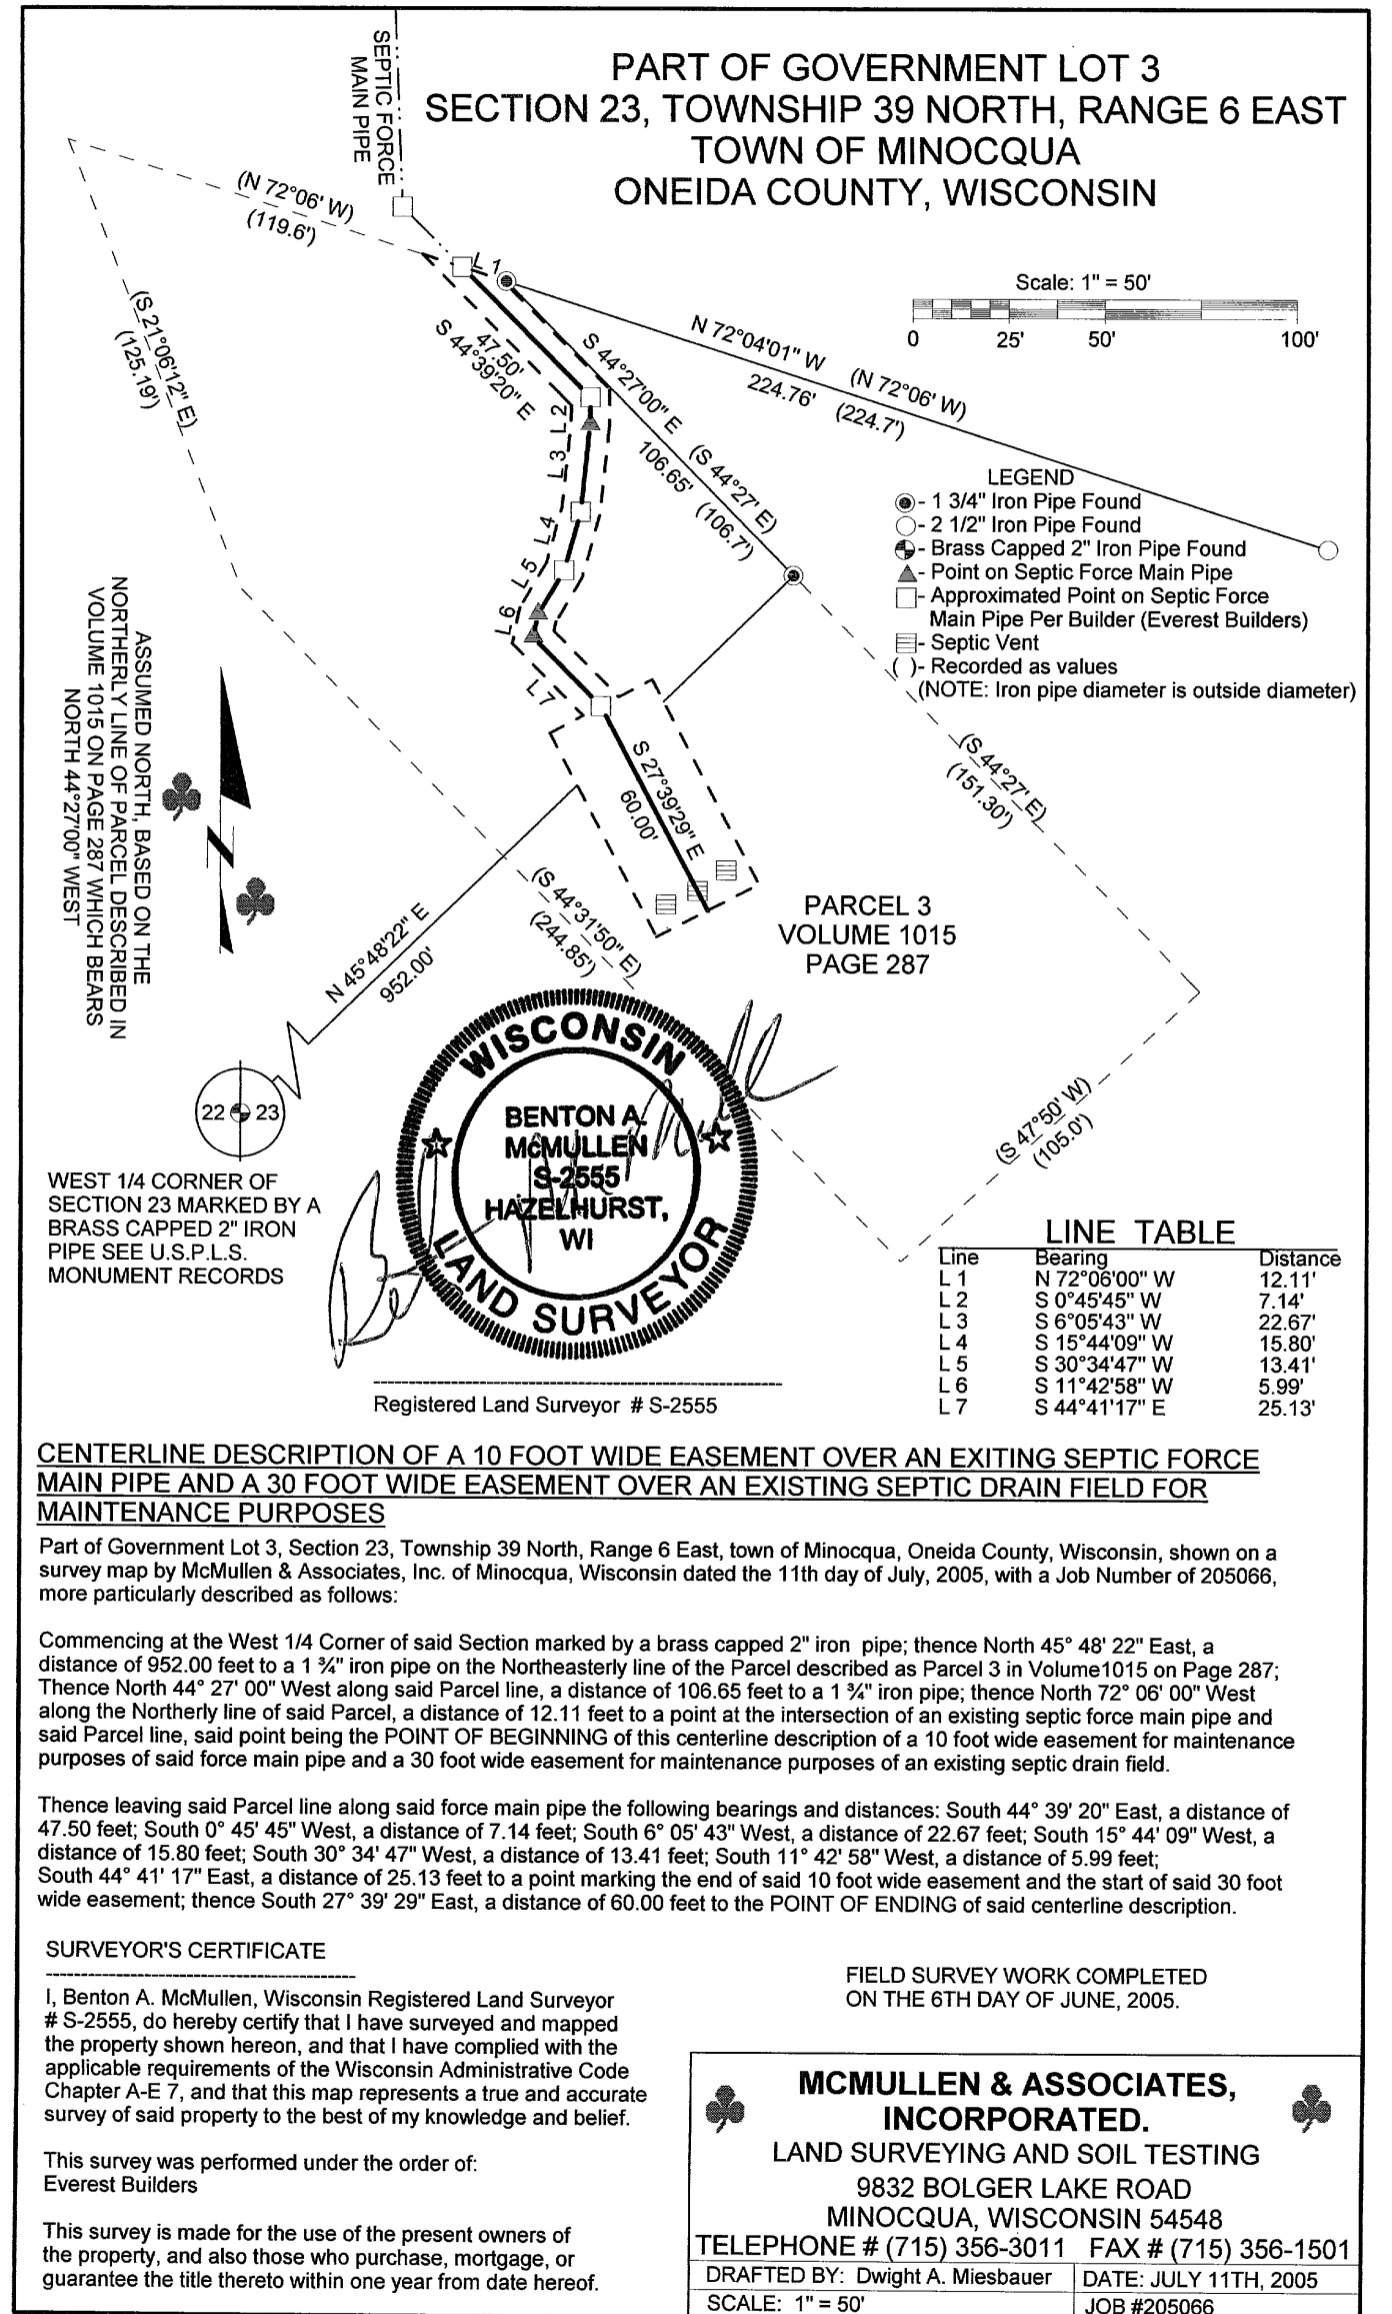 SEPTIC FORCE
MAIN PIPE
PART OF GOVERNMENT LOT 3
SECTION 23, TOWNSHIP 39 NORTH, RANGE 6 EAST
TOWN OF MINOCQUA
ONEIDA COUNTY, WISCONSIN
(N 72°06' W)
(119.6')
L 1
Scale: 1" = 50'
0 25' 50' 100'
(S 21°06'12" E)
(125.19')
47.50'
S 44°39'20" E
S 44°27'00" E (S 44°27' E)
106.65' (106.7')
N 72°04'01" W (N 72°06' W)
224.76' (224.7')
L 2
L 3
L 4
L 5
L 6
L 7
LEGEND
- 1 3/4" Iron Pipe Found
- 2 1/2" Iron Pipe Found
- Brass Capped 2" Iron Pipe Found
- Point on Septic Force Main Pipe
- Approximated Point on Septic Force
Main Pipe Per Builder (Everest Builders)
- Septic Vent
( )- Recorded as values
(NOTE: Iron pipe diameter is outside diameter)
ASSUMED NORTH, BASED ON THE
NORTHERLY LINE OF PARCEL DESCRIBED IN
VOLUME 1015 ON PAGE 287 WHICH BEARS
NORTH 44°27'00" WEST
N
S 27°39'29" E
60.00'
(S 44°27' E)
(151.30')
(S 44°31'50" E)
(244.85')
PARCEL 3
VOLUME 1015
PAGE 287
N 45°48'22" E
952.00'
22 23
WEST 1/4 CORNER OF
SECTION 23 MARKED BY A
BRASS CAPPED 2" IRON
PIPE SEE U.S.P.L.S.
MONUMENT RECORDS
WISCONSIN
BENTON A.
McMULLEN
S-2555
HAZELHURST,
WI
LAND SURVEYOR
(S 47°50' W)
(105.0')
Registered Land Surveyor # S-2555
LINE TABLE
Line Bearing Distance
L 1 N 72°06'00" W 12.11'
L 2 S 0°45'45" W 7.14'
L 3 S 6°05'43" W 22.67'
L 4 S 15°44'09" W 15.80'
L 5 S 30°34'47" W 13.41'
L 6 S 11°42'58" W 5.99'
L 7 S 44°41'17" E 25.13'
CENTERLINE DESCRIPTION OF A 10 FOOT WIDE EASEMENT OVER AN EXITING SEPTIC FORCE
MAIN PIPE AND A 30 FOOT WIDE EASEMENT OVER AN EXISTING SEPTIC DRAIN FIELD FOR
MAINTENANCE PURPOSES
Part of Government Lot 3, Section 23, Township 39 North, Range 6 East, town of Minocqua, Oneida County, Wisconsin, shown on a
survey map by McMullen & Associates, Inc. of Minocqua, Wisconsin dated the 11th day of July, 2005, with a Job Number of 205066,
more particularly described as follows:
Commencing at the West 1/4 Corner of said Section marked by a brass capped 2" iron pipe; thence North 45° 48' 22" East, a
distance of 952.00 feet to a 1 ¾" iron pipe on the Northeasterly line of the Parcel described as Parcel 3 in Volume1015 on Page 287;
Thence North 44° 27' 00" West along said Parcel line, a distance of 106.65 feet to a 1 ¾" iron pipe; thence North 72° 06' 00" West
along the Northerly line of said Parcel, a distance of 12.11 feet to a point at the intersection of an existing septic force main pipe and
said Parcel line, said point being the POINT OF BEGINNING of this centerline description of a 10 foot wide easement for maintenance
purposes of said force main pipe and a 30 foot wide easement for maintenance purposes of an existing septic drain field.
Thence leaving said Parcel line along said force main pipe the following bearings and distances: South 44° 39' 20" East, a distance of
47.50 feet; South 0° 45' 45" West, a distance of 7.14 feet; South 6° 05' 43" West, a distance of 22.67 feet; South 15° 44' 09" West, a
distance of 15.80 feet; South 30° 34' 47" West, a distance of 13.41 feet; South 11° 42' 58" West, a distance of 5.99 feet;
South 44° 41' 17" East, a distance of 25.13 feet to a point marking the end of said 10 foot wide easement and the start of said 30 foot
wide easement; thence South 27° 39' 29" East, a distance of 60.00 feet to the POINT OF ENDING of said centerline description.
SURVEYOR'S CERTIFICATE
I, Benton A. McMullen, Wisconsin Registered Land Surveyor
# S-2555, do hereby certify that I have surveyed and mapped
the property shown hereon, and that I have complied with the
applicable requirements of the Wisconsin Administrative Code
Chapter A-E 7, and that this map represents a true and accurate
survey of said property to the best of my knowledge and belief.
This survey was performed under the order of:
Everest Builders
This survey is made for the use of the present owners of
the property, and also those who purchase, mortgage, or
guarantee the title thereto within one year from date hereof.
FIELD SURVEY WORK COMPLETED
ON THE 6TH DAY OF JUNE, 2005.
MCMULLEN & ASSOCIATES,
INCORPORATED.
LAND SURVEYING AND SOIL TESTING
9832 BOLGER LAKE ROAD
MINOCQUA, WISCONSIN 54548
TELEPHONE # (715) 356-3011 FAX # (715) 356-1501
DRAFTED BY: Dwight A. Miesbauer DATE: JULY 11TH, 2005
SCALE: 1" = 50' JOB #205066